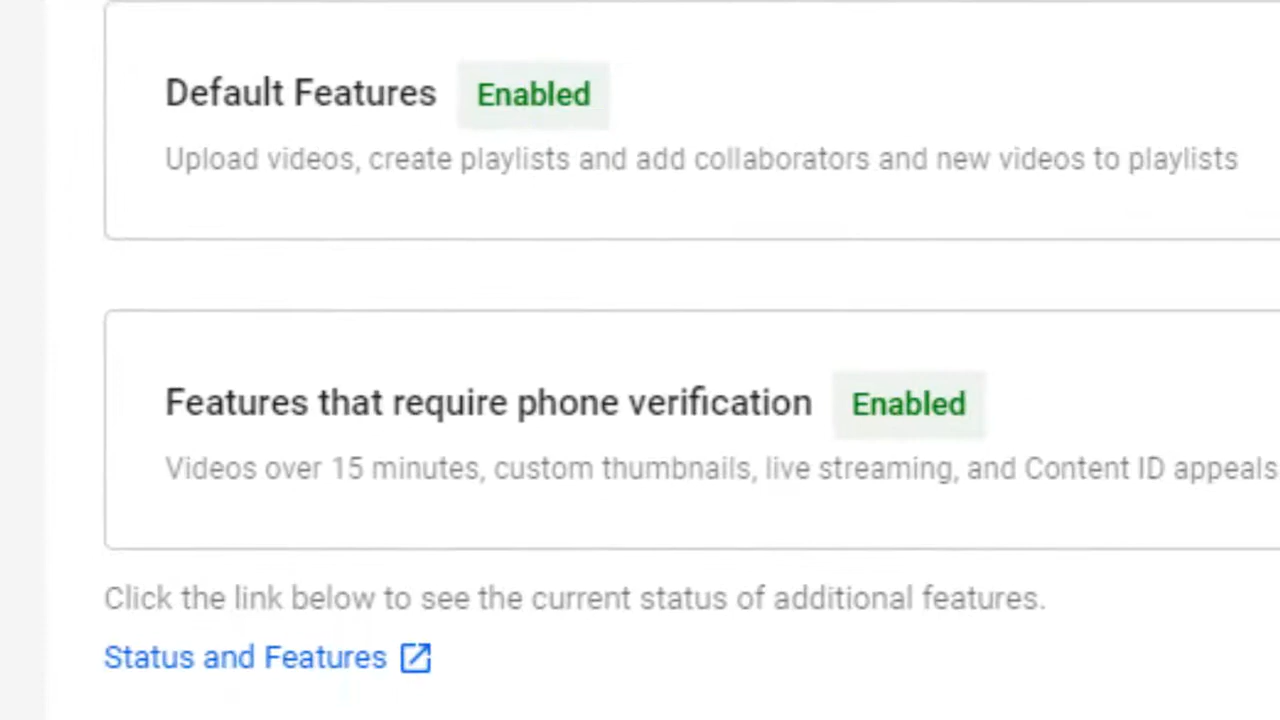 Default Features Enabled
Upload videos, create playlists and add collaborators and new videos to playlists
Features that require phone verification Enabled
Videos over 15 minutes, custom thumbnails, live streaming, and Content ID appeals
Click the link below to see the current status of additional features.
Status and Features